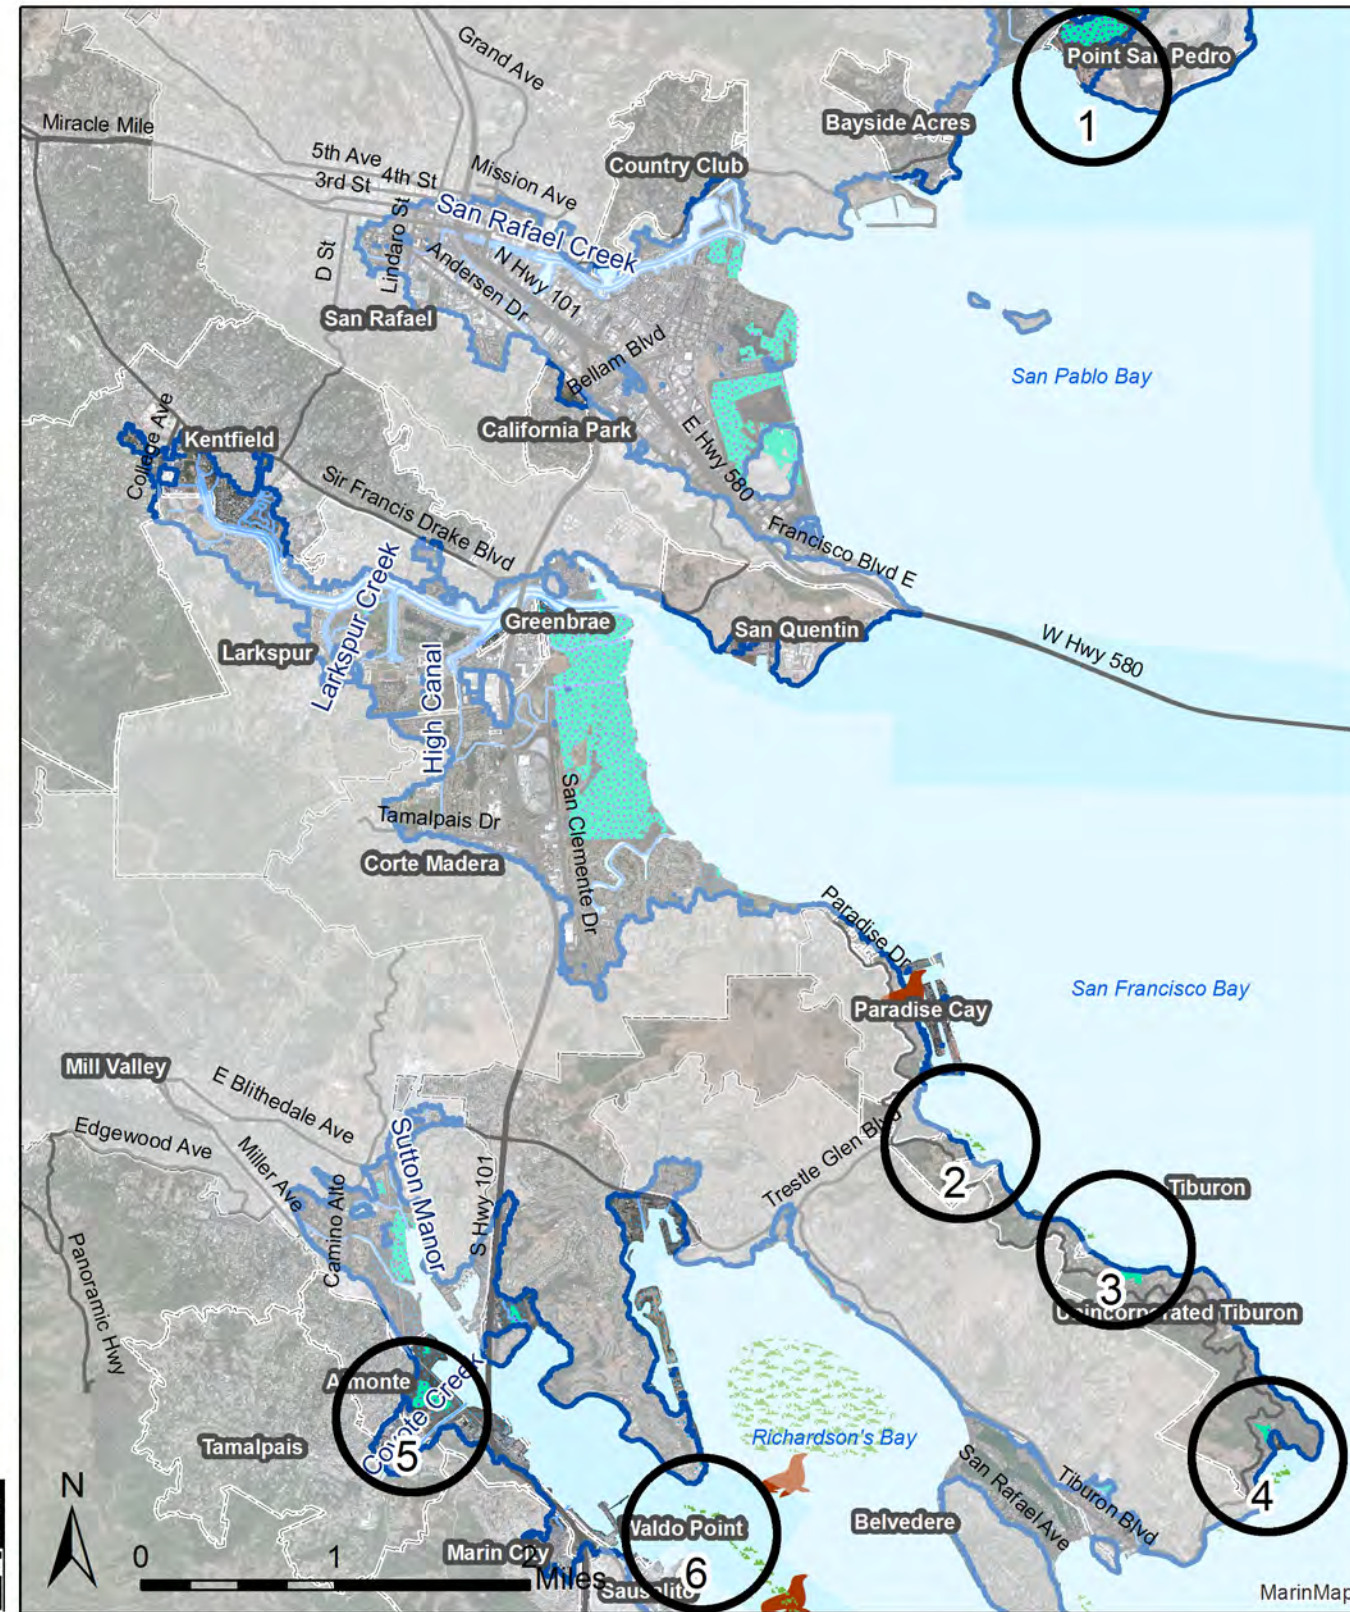 Grand Ave
Point San Pedro
1
Miracle Mile
Bayside Acres
5th Ave
4th St
3rd St
Mission Ave
Country Club
San Rafael Creek
D St
Lindaro St
Andersen Dr
N Hwy 101
San Rafael
Bellam Blvd
San Pablo Bay
College Ave
Kentfield
California Park
E Hwy 580
Sir Francis Drake Blvd
Francisco Blvd E
Larkspur Creek
Greenbrae
San Quentin
W Hwy 580
Larkspur
High Canal
San Clemente Dr
Tamalpais Dr
Corte Madera
Paradise Dr
San Francisco Bay
Paradise Cay
Mill Valley
E Blithedale Ave
Edgewood Ave
Miller Ave
Camino Alto
Sutton Manor
S Hwy 101
Trestle Glen Blvd
2
Tiburon
3
Unincorporated Tiburon
Panoramic Hwy
Almonte
Coyote Creek
5
Tamalpais
Richardson's Bay
San Rafael Ave
Tiburon Blvd
4
N
Waldo Point
Belvedere
Marin City
6
0 1 2 Miles
Sausalito
MarinMap